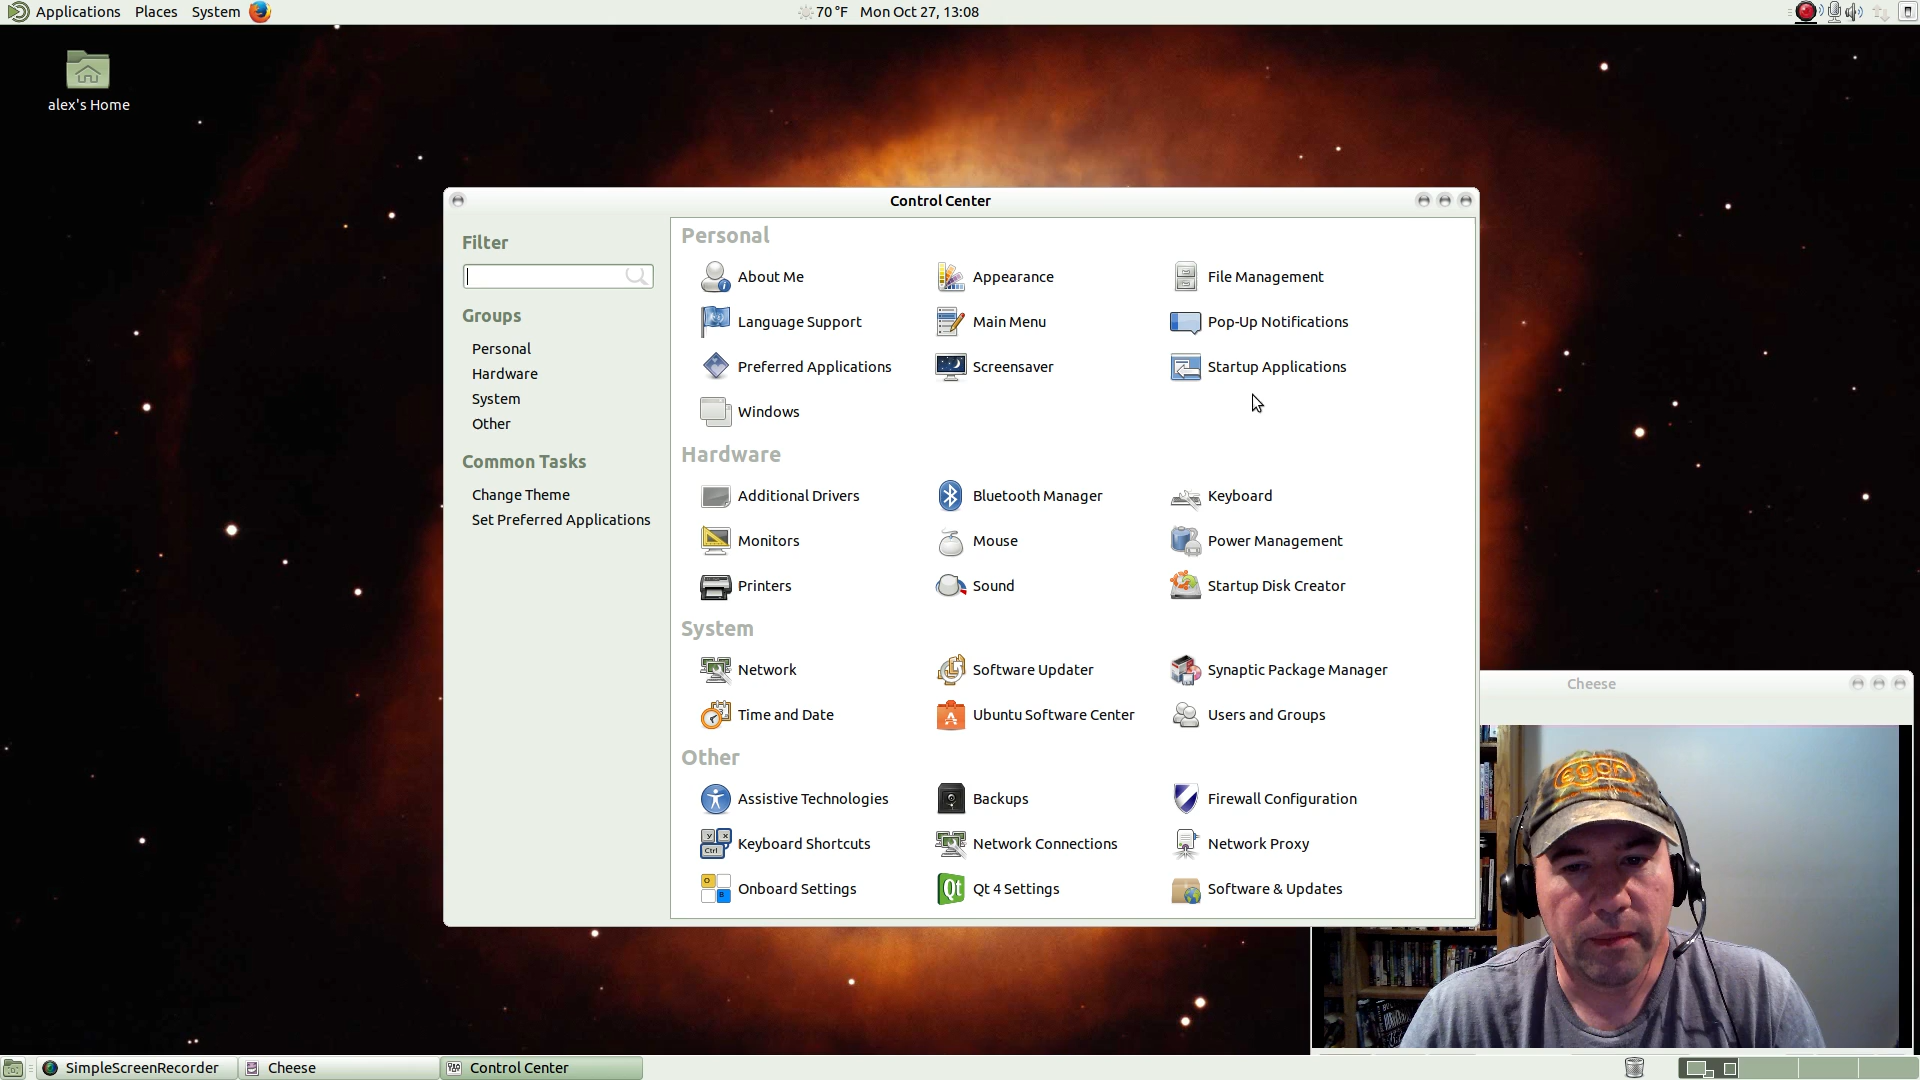 Applications Places System 70 °F Mon Oct 27, 13:08
alex's Home
Control Center
Filter
Groups
Personal
Hardware
System
Other
Common Tasks
Change Theme
Set Preferred Applications
Personal
About Me Appearance File Management
Language Support Main Menu Pop-Up Notifications
Preferred Applications Screensaver Startup Applications
Windows
Hardware
Additional Drivers Bluetooth Manager Keyboard
Monitors Mouse Power Management
Printers Sound Startup Disk Creator
System
Network Software Updater Synaptic Package Manager
Time and Date Ubuntu Software Center Users and Groups
Other
Assistive Technologies Backups Firewall Configuration
Keyboard Shortcuts Network Connections Network Proxy
Onboard Settings Qt 4 Settings Software & Updates
Cheese
SimpleScreenRecorder Cheese Control Center